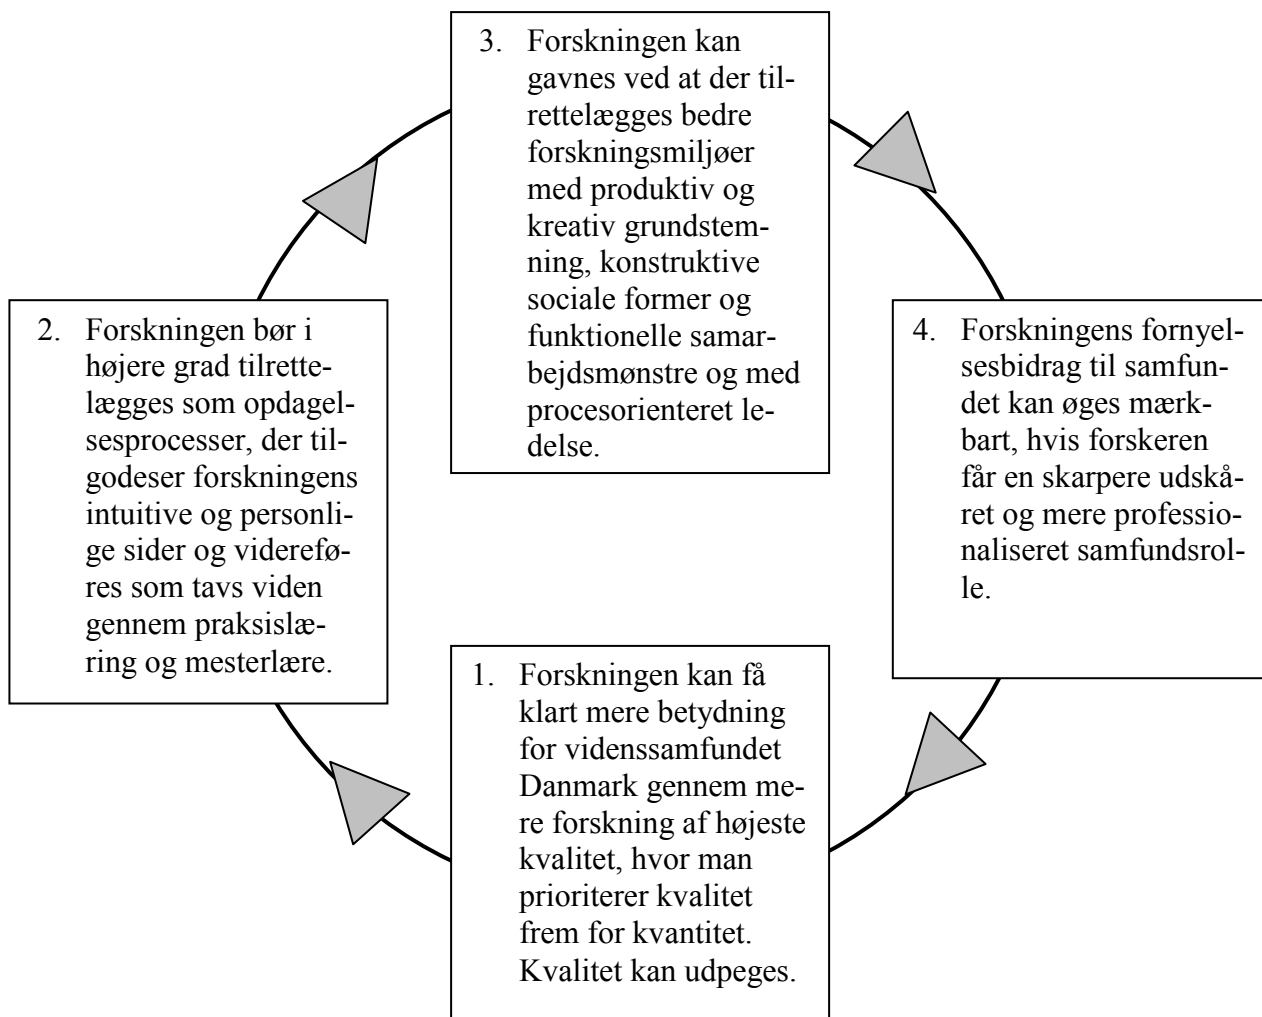 3. Forskningen kan
gavnes ved at der til-
rettelægges bedre
forskningsmiljøer
med produktiv og
kreativ grundstem-
ning, konstruktive
sociale former og
funktionelle samar-
bejdsmønstre og med
procesorienteret le-
delse.
2. Forskningen bør i
højere grad tilrette-
lægges som opdagel-
sesprocesser, der til-
godeser forskningens
intuitive og personli-
ge sider og viderefø-
res som tavs viden
gennem praksislæ-
ring og mesterlære.
4. Forskningens fornyel-
sesbidrag til samfun-
det kan øges mærk-
bart, hvis forskeren
får en skarpere udskå-
ret og mere professio-
naliseret samfundsrol-
le.
1. Forskningen kan få
klart mere betydning
for videnssamfundet
Danmark gennem me-
re forskning af højeste
kvalitet, hvor man
prioriterer kvalitet
frem for kvantitet.
Kvalitet kan udpeges.